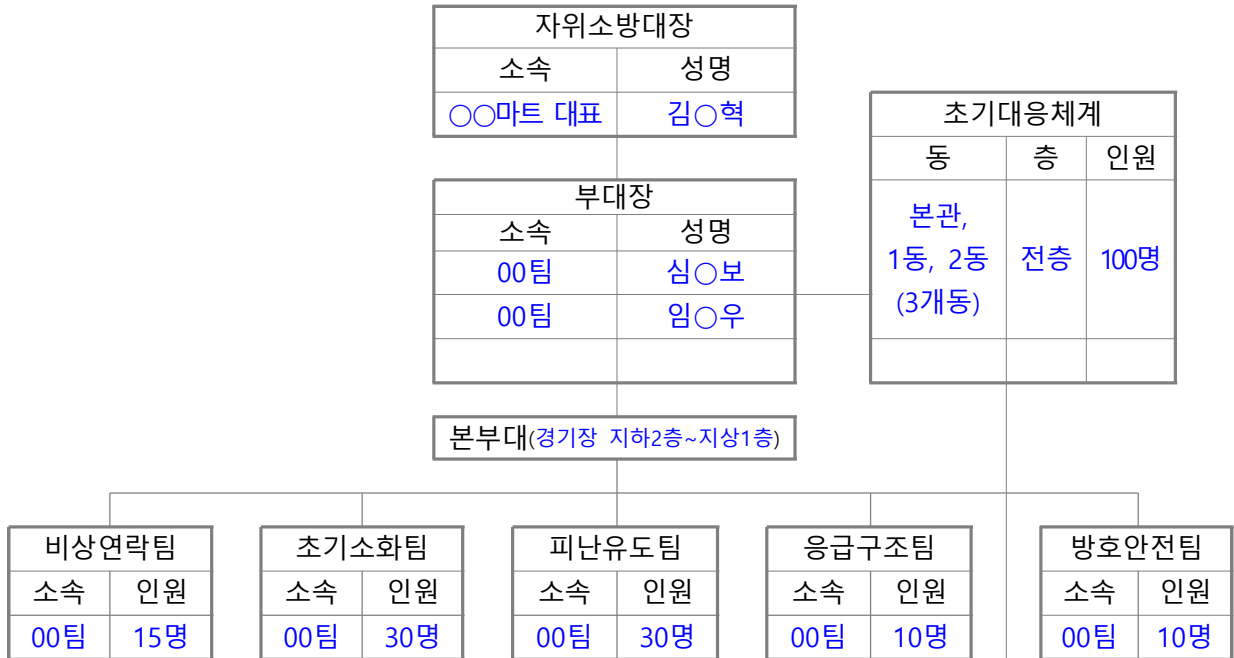 자위소방대장
소속 성명
○○마트 대표 김○혁
초기대응체계
동 층 인원
본관,
1동, 2동
(3개동)
전층 100명
부대장
소속 성명
00팀 심○보
00팀 임○우
본부대(경기장 지하2층~지상1층)
비상연락팀
소속 인원
00팀 15명
초기소화팀
소속 인원
00팀 30명
피난유도팀
소속 인원
00팀 30명
응급구조팀
소속 인원
00팀 10명
방호안전팀
소속 인원
00팀 10명